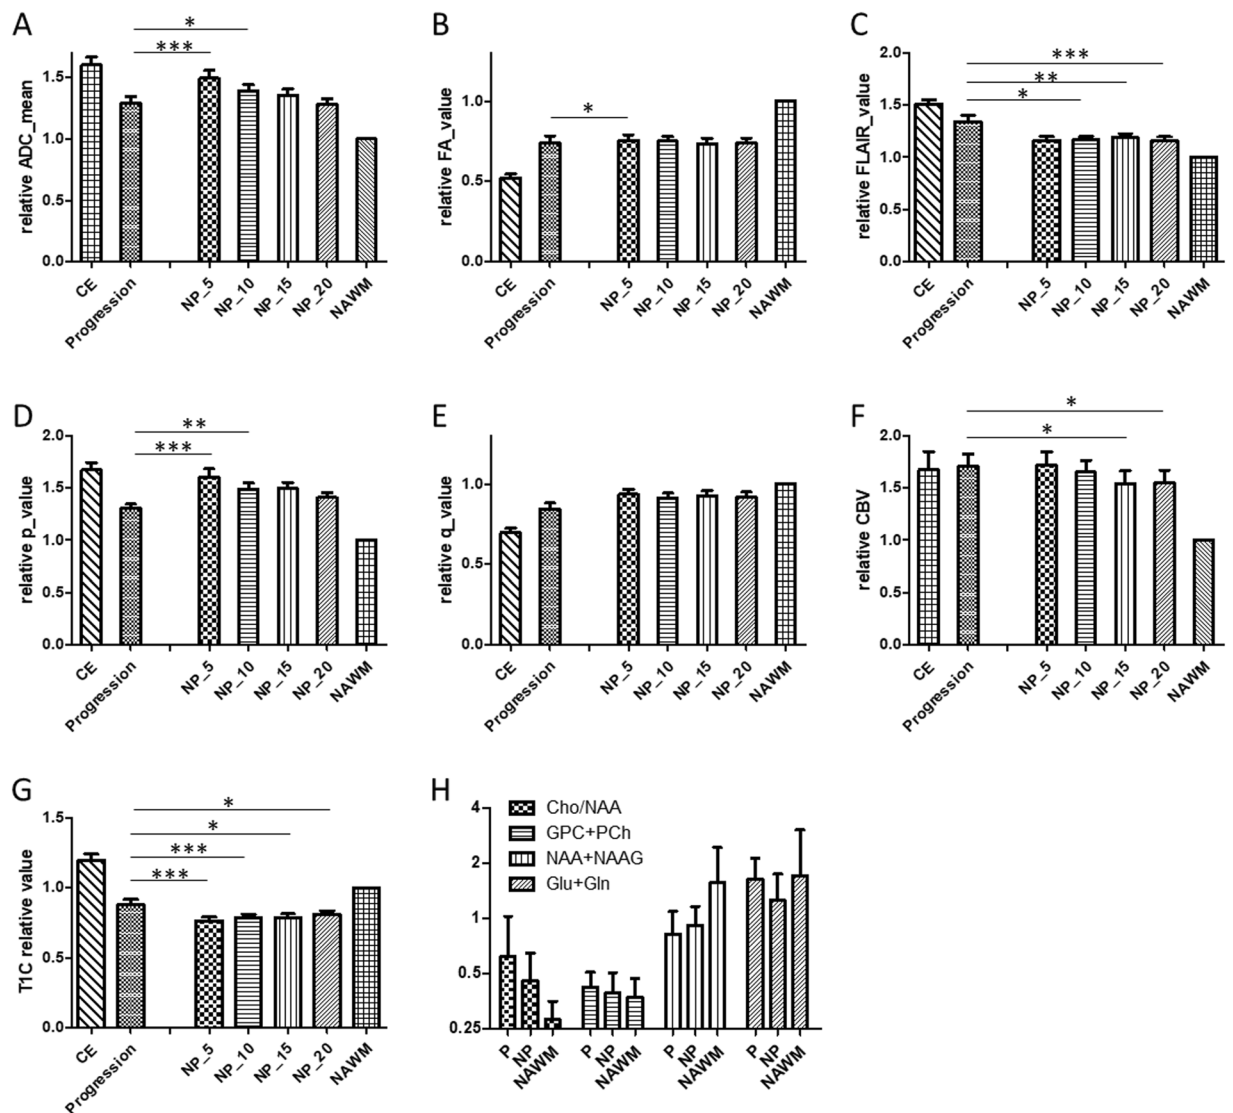 A
*
***
relative ADC_mean
1.5
1.0
0.5
0.0
CE
Progression
NP_5
NP_10
NP_15
NP_20
NAWM
B
*
relative FA_value
1.0
0.5
0.0
CE
Progression
NP_5
NP_10
NP_15
NP_20
NAWM
C
***
**
*
relative FLAIR_value
2.0
1.5
1.0
0.5
0.0
CE
Progression
NP_5
NP_10
NP_15
NP_20
NAWM
D
**
***
relative p_value
2.0
1.5
1.0
0.5
0.0
CE
Progression
NP_5
NP_10
NP_15
NP_20
NAWM
E
relative q_value
1.0
0.5
0.0
CE
Progression
NP_5
NP_10
NP_15
NP_20
NAWM
F
*
*
relative CBV
2.0
1.5
1.0
0.5
0.0
CE
Progression
NP_5
NP_10
NP_15
NP_20
NAWM
G
*
*
***
***
T1C relative value
1.5
1.0
0.5
0.0
CE
Progression
NP_5
NP_10
NP_15
NP_20
NAWM
H
Cho/NAA
GPC+PCh
NAA+NAAG
Glu+Gln
4
2
1
0.5
0.25
P
NP
NAWM
P
NP
NAWM
P
NP
NAWM
P
NP
NAWM